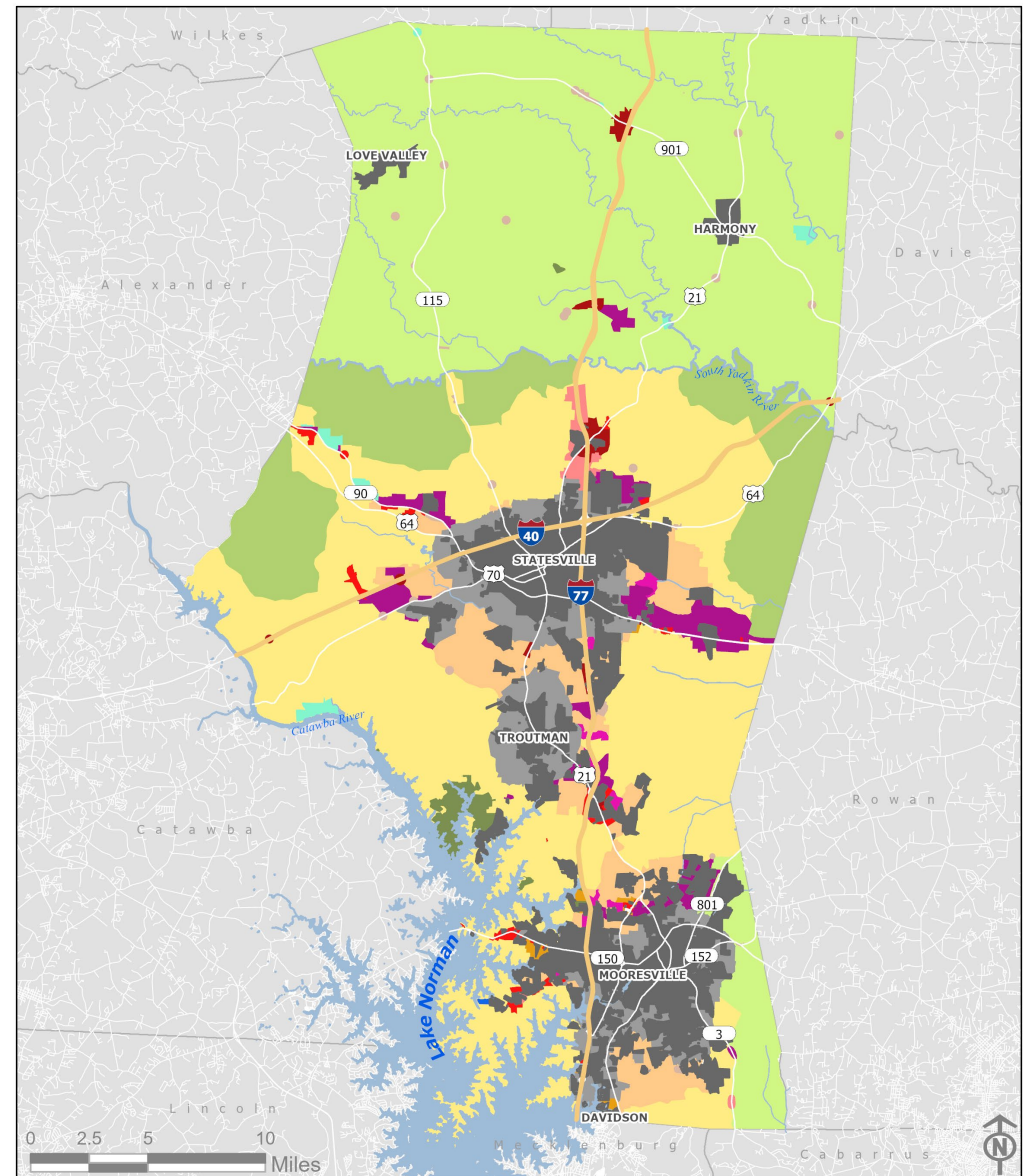 Yadkin
Wilkes
901
LOVE VALLEY
HARMONY
Davie
Alexander
115
21
South Yadkin River
90
64
64
40
STATESVILLE
70
77
Catawba River
TROUTMAN
21
Rowan
Catawba
801
Lake Norman
150
152
MOORESVILLE
3
Lincoln
DAVIDSON
Mecklenburg
Cabarrus
0 2.5 5 10
Miles
N